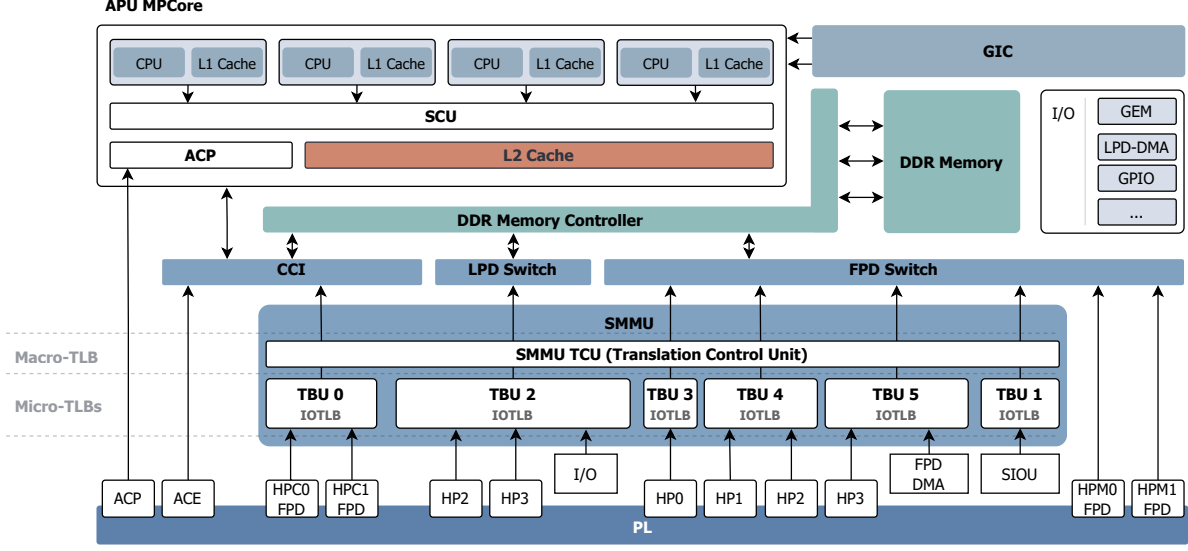 APU MPCore
CPU L1 Cache CPU L1 Cache CPU L1 Cache CPU L1 Cache
GIC
SCU
ACP L2 Cache
DDR Memory
I/O
GEM
LPD-DMA
GPIO
...
DDR Memory Controller
CCI LPD Switch FPD Switch
SMMU
Macro-TLB
SMMU TCU (Translation Control Unit)
Micro-TLBs
TBU 0
IOTLB
TBU 2
IOTLB
TBU 3
IOTLB
TBU 4
IOTLB
TBU 5
IOTLB
TBU 1
IOTLB
I/O
FPD
DMA
SIOU
ACP
ACE
HPC0
FPD
HPC1
FPD
HP2
HP3
HP0
HP1
HP2
HP3
HPM0
FPD
HPM1
FPD
PL